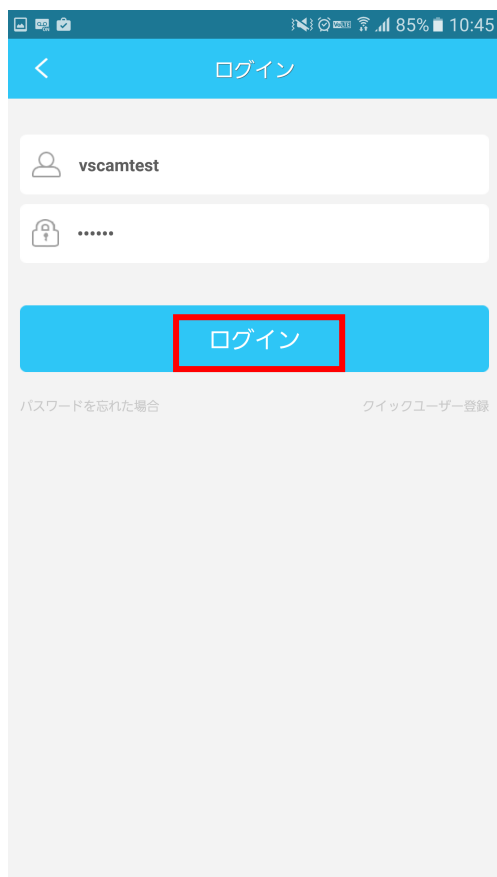 85% 10:45
ログイン
vscamtest
••••••
ログイン
パスワードを忘れた場合
クイックユーザー登録